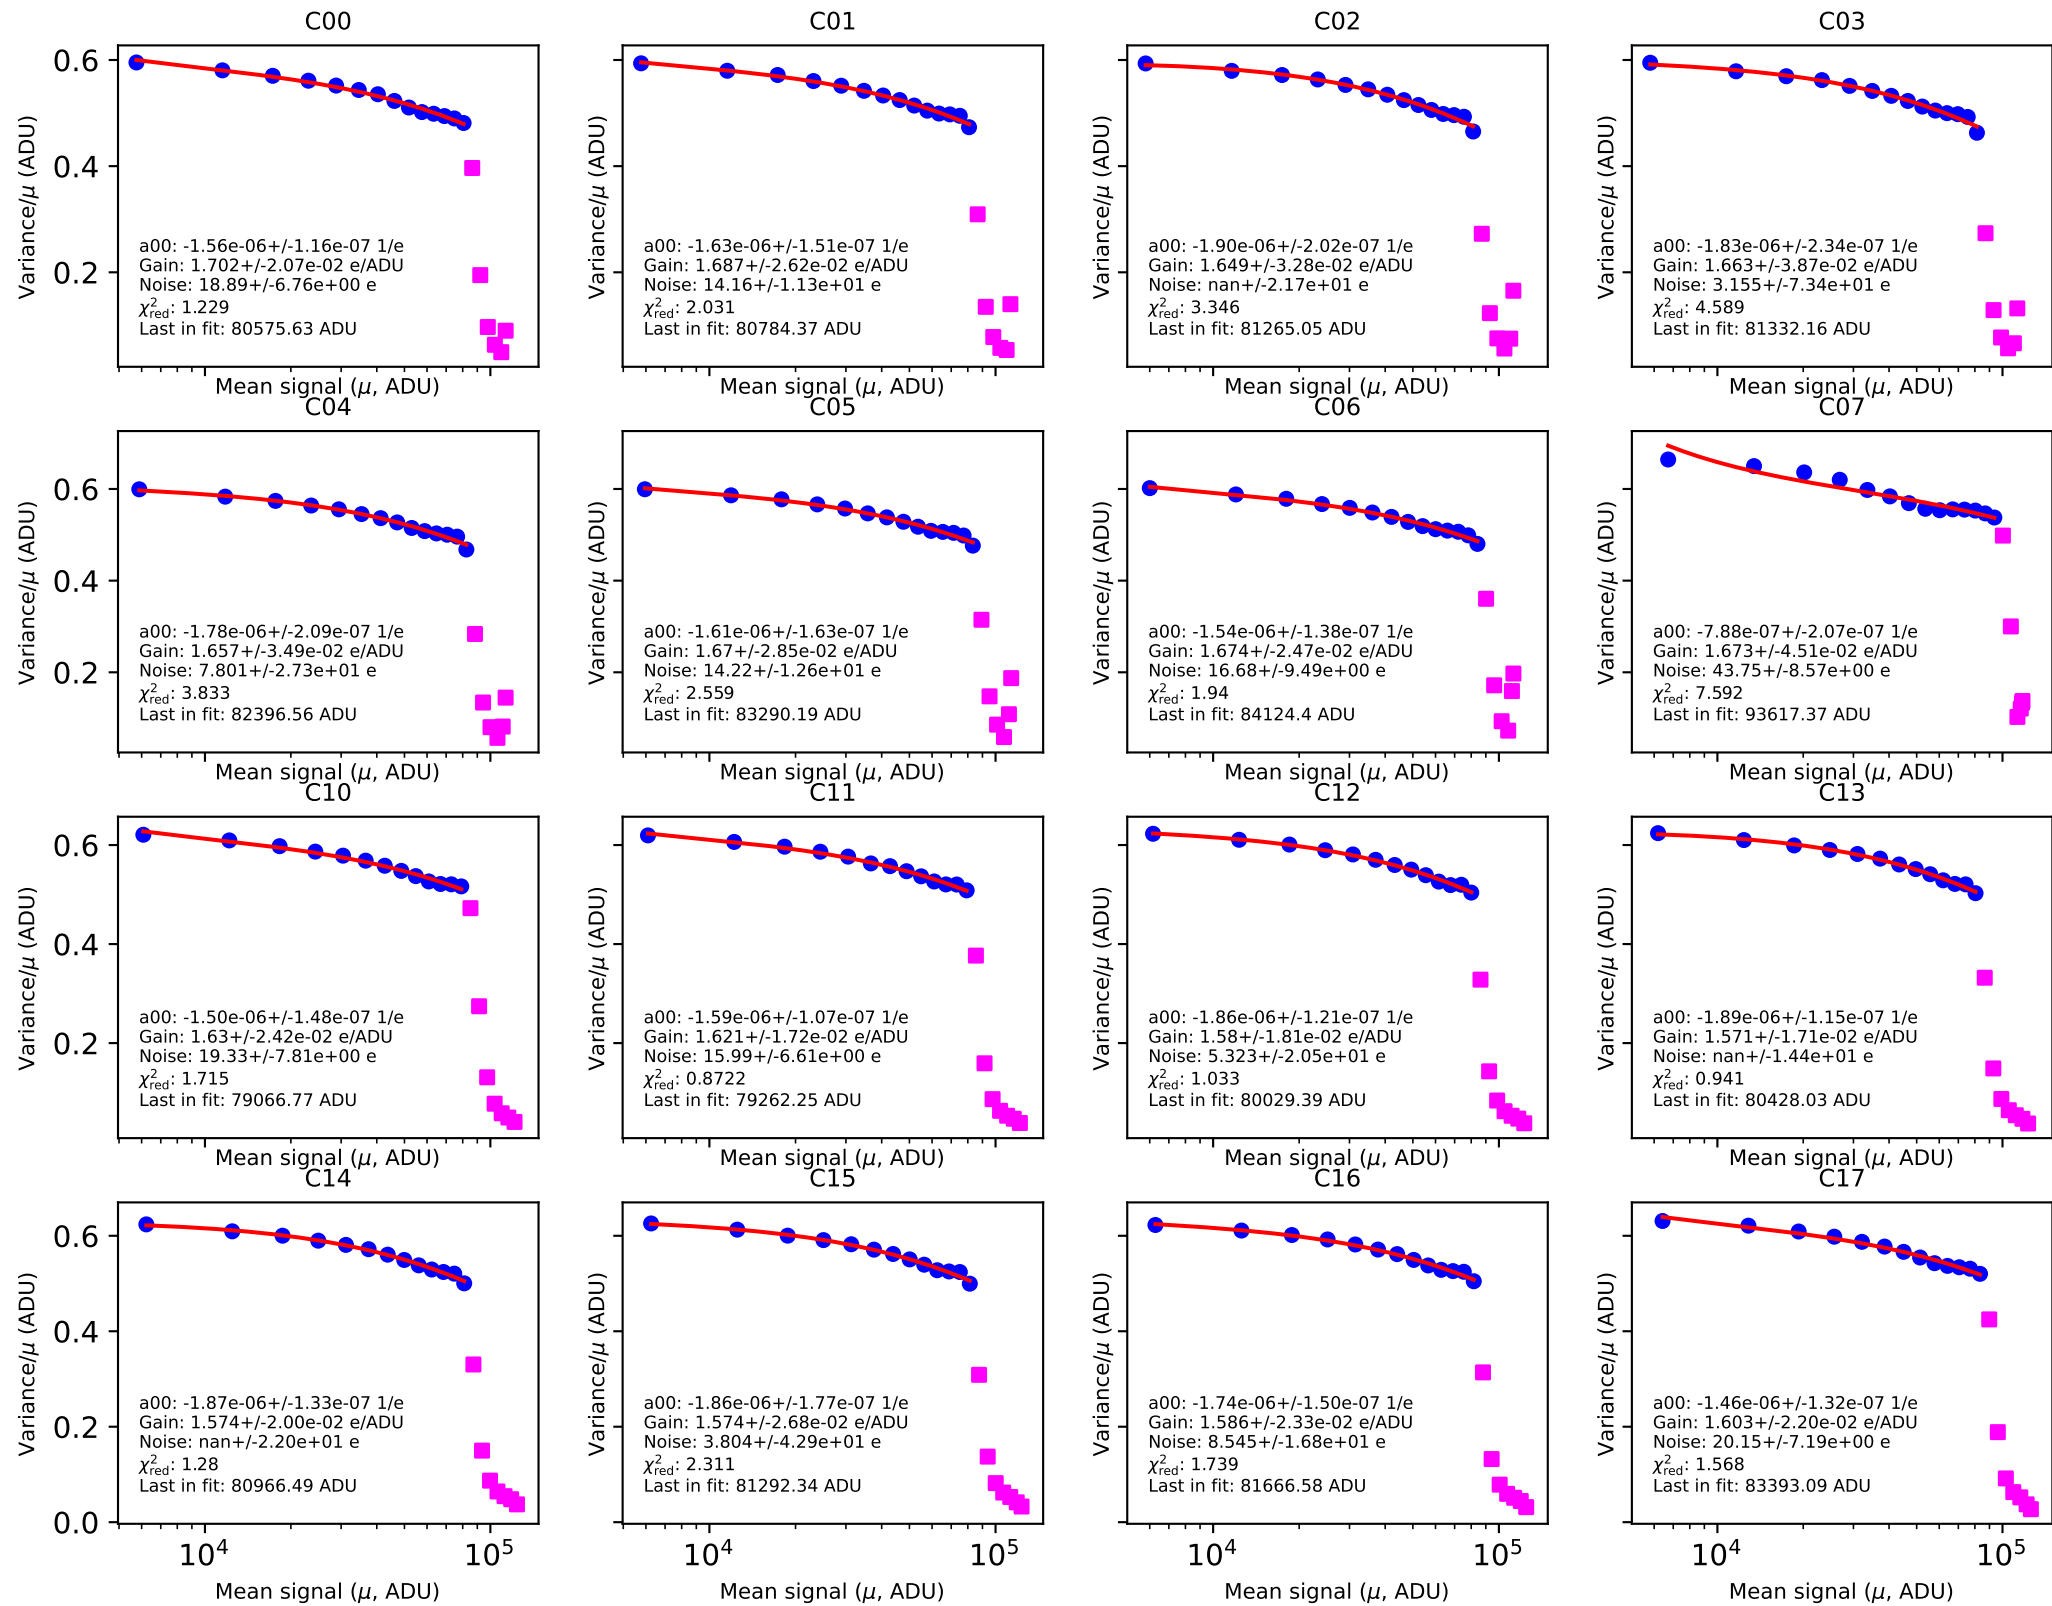 C00
C01
C02
C03
0.6
0.4
0.2
Variance/μ (ADU)
a00: -1.56e-06+/-1.16e-07 1/e
Gain: 1.702+/-2.07e-02 e/ADU
Noise: 18.89+/-6.76e+00 e
χ²red: 1.229
Last in fit: 80575.63 ADU
Mean signal (μ, ADU)
Variance/μ (ADU)
a00: -1.63e-06+/-1.51e-07 1/e
Gain: 1.687+/-2.62e-02 e/ADU
Noise: 14.16+/-1.13e+01 e
χ²red: 2.031
Last in fit: 80784.37 ADU
Mean signal (μ, ADU)
Variance/μ (ADU)
a00: -1.90e-06+/-2.02e-07 1/e
Gain: 1.649+/-3.28e-02 e/ADU
Noise: nan+/-2.17e+01 e
χ²red: 3.346
Last in fit: 81265.05 ADU
Mean signal (μ, ADU)
Variance/μ (ADU)
a00: -1.83e-06+/-2.34e-07 1/e
Gain: 1.663+/-3.87e-02 e/ADU
Noise: 3.155+/-7.34e+01 e
χ²red: 4.589
Last in fit: 81332.16 ADU
Mean signal (μ, ADU)
C04
C05
C06
C07
0.6
0.4
0.2
Variance/μ (ADU)
a00: -1.78e-06+/-2.09e-07 1/e
Gain: 1.657+/-3.49e-02 e/ADU
Noise: 7.801+/-2.73e+01 e
χ²red: 3.833
Last in fit: 82396.56 ADU
Mean signal (μ, ADU)
Variance/μ (ADU)
a00: -1.61e-06+/-1.63e-07 1/e
Gain: 1.67+/-2.85e-02 e/ADU
Noise: 14.22+/-1.26e+01 e
χ²red: 2.559
Last in fit: 83290.19 ADU
Mean signal (μ, ADU)
Variance/μ (ADU)
a00: -1.54e-06+/-1.38e-07 1/e
Gain: 1.674+/-2.47e-02 e/ADU
Noise: 16.68+/-9.49e+00 e
χ²red: 1.94
Last in fit: 84124.4 ADU
Mean signal (μ, ADU)
Variance/μ (ADU)
a00: -7.88e-07+/-2.07e-07 1/e
Gain: 1.673+/-4.51e-02 e/ADU
Noise: 43.75+/-8.57e+00 e
χ²red: 7.592
Last in fit: 93617.37 ADU
Mean signal (μ, ADU)
C10
C11
C12
C13
0.6
0.4
0.2
Variance/μ (ADU)
a00: -1.50e-06+/-1.48e-07 1/e
Gain: 1.63+/-2.42e-02 e/ADU
Noise: 19.33+/-7.81e+00 e
χ²red: 1.715
Last in fit: 79066.77 ADU
Mean signal (μ, ADU)
Variance/μ (ADU)
a00: -1.59e-06+/-1.07e-07 1/e
Gain: 1.621+/-1.72e-02 e/ADU
Noise: 15.99+/-6.61e+00 e
χ²red: 0.8722
Last in fit: 79262.25 ADU
Mean signal (μ, ADU)
Variance/μ (ADU)
a00: -1.86e-06+/-1.21e-07 1/e
Gain: 1.58+/-1.81e-02 e/ADU
Noise: 5.323+/-2.05e+01 e
χ²red: 1.033
Last in fit: 80029.39 ADU
Mean signal (μ, ADU)
Variance/μ (ADU)
a00: -1.89e-06+/-1.15e-07 1/e
Gain: 1.571+/-1.71e-02 e/ADU
Noise: nan+/-1.44e+01 e
χ²red: 0.941
Last in fit: 80428.03 ADU
Mean signal (μ, ADU)
C14
C15
C16
C17
0.6
0.4
0.2
0.0
Variance/μ (ADU)
a00: -1.87e-06+/-1.33e-07 1/e
Gain: 1.574+/-2.00e-02 e/ADU
Noise: nan+/-2.20e+01 e
χ²red: 1.28
Last in fit: 80966.49 ADU
10⁴ 10⁵
Mean signal (μ, ADU)
Variance/μ (ADU)
a00: -1.86e-06+/-1.77e-07 1/e
Gain: 1.574+/-2.68e-02 e/ADU
Noise: 3.804+/-4.29e+01 e
χ²red: 2.311
Last in fit: 81292.34 ADU
10⁴ 10⁵
Mean signal (μ, ADU)
Variance/μ (ADU)
a00: -1.74e-06+/-1.50e-07 1/e
Gain: 1.586+/-2.33e-02 e/ADU
Noise: 8.545+/-1.68e+01 e
χ²red: 1.739
Last in fit: 81666.58 ADU
10⁴ 10⁵
Mean signal (μ, ADU)
Variance/μ (ADU)
a00: -1.46e-06+/-1.32e-07 1/e
Gain: 1.603+/-2.20e-02 e/ADU
Noise: 20.15+/-7.19e+00 e
χ²red: 1.568
Last in fit: 83393.09 ADU
10⁴ 10⁵
Mean signal (μ, ADU)